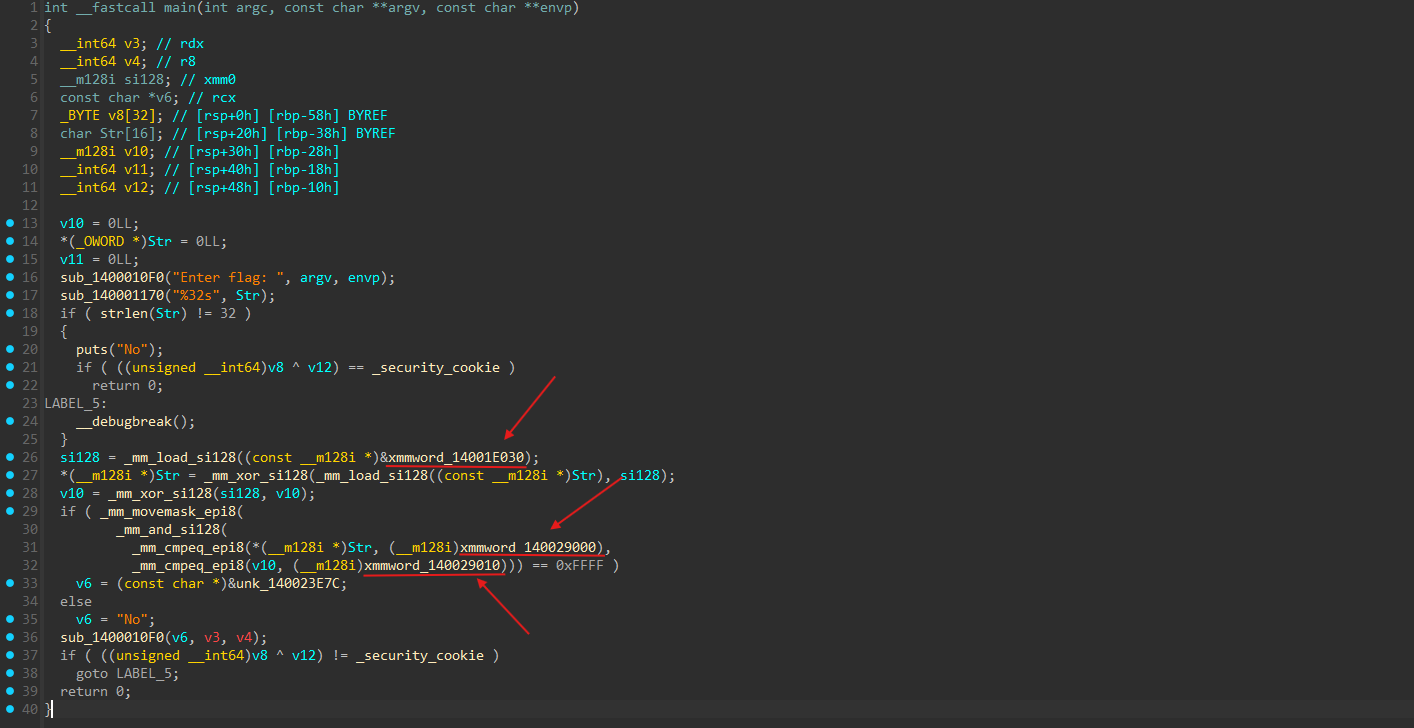 1 int __fastcall main(int argc, const char **argv, const char **envp)
2 {
3   __int64 v3; // rdx
4   __int64 v4; // r8
5   __m128i si128; // xmm0
6   const char *v6; // rcx
7   _BYTE v8[32]; // [rsp+0h] [rbp-58h] BYREF
8   char Str[16]; // [rsp+20h] [rbp-38h] BYREF
9   __m128i v10; // [rsp+30h] [rbp-28h]
10   __int64 v11; // [rsp+40h] [rbp-18h]
11   __int64 v12; // [rsp+48h] [rbp-10h]
12
13   v10 = 0LL;
14   *(_OWORD *)Str = 0LL;
15   v11 = 0LL;
16   sub_1400010F0("Enter flag: ", argv, envp);
17   sub_140001170("%32s", Str);
18   if ( strlen(Str) != 32 )
19   {
20     puts("No");
21     if ( ((unsigned __int64)v8 ^ v12) == _security_cookie )
22       return 0;
23 LABEL_5:
24     __debugbreak();
25   }
26   si128 = _mm_load_si128((const __m128i *)&xmmword_14001E030);
27   *(__m128i *)Str = _mm_xor_si128(_mm_load_si128((const __m128i *)Str), si128);
28   v10 = _mm_xor_si128(si128, v10);
29   if ( _mm_movemask_epi8(
30          _mm_and_si128(
31            _mm_cmpeq_epi8(*(__m128i *)Str, (__m128i)xmmword_140029000),
32            _mm_cmpeq_epi8(v10, (__m128i)xmmword_140029010))) == 0xFFFF )
33     v6 = (const char *)&unk_140023E7C;
34   else
35     v6 = "No";
36   sub_1400010F0(v6, v3, v4);
37   if ( ((unsigned __int64)v8 ^ v12) != _security_cookie )
38     goto LABEL_5;
39   return 0;
40 }